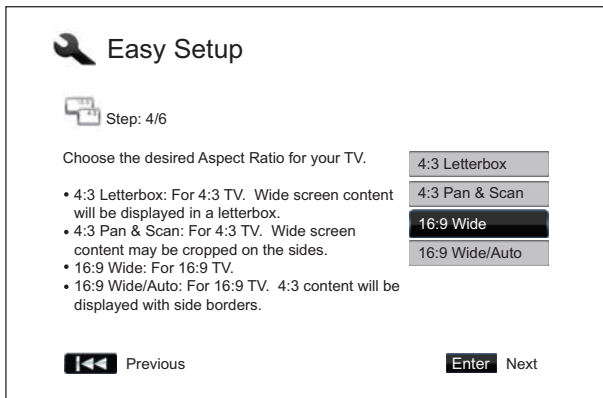 Easy Setup
Step: 4/6
Choose the desired Aspect Ratio for your TV.
• 4:3 Letterbox: For 4:3 TV. Wide screen content
will be displayed in a letterbox.
• 4:3 Pan & Scan: For 4:3 TV. Wide screen
content may be cropped on the sides.
• 16:9 Wide: For 16:9 TV.
• 16:9 Wide/Auto: For 16:9 TV. 4:3 content will be
displayed with side borders.
4:3 Letterbox
4:3 Pan & Scan
16:9 Wide
16:9 Wide/Auto
Previous
Enter Next